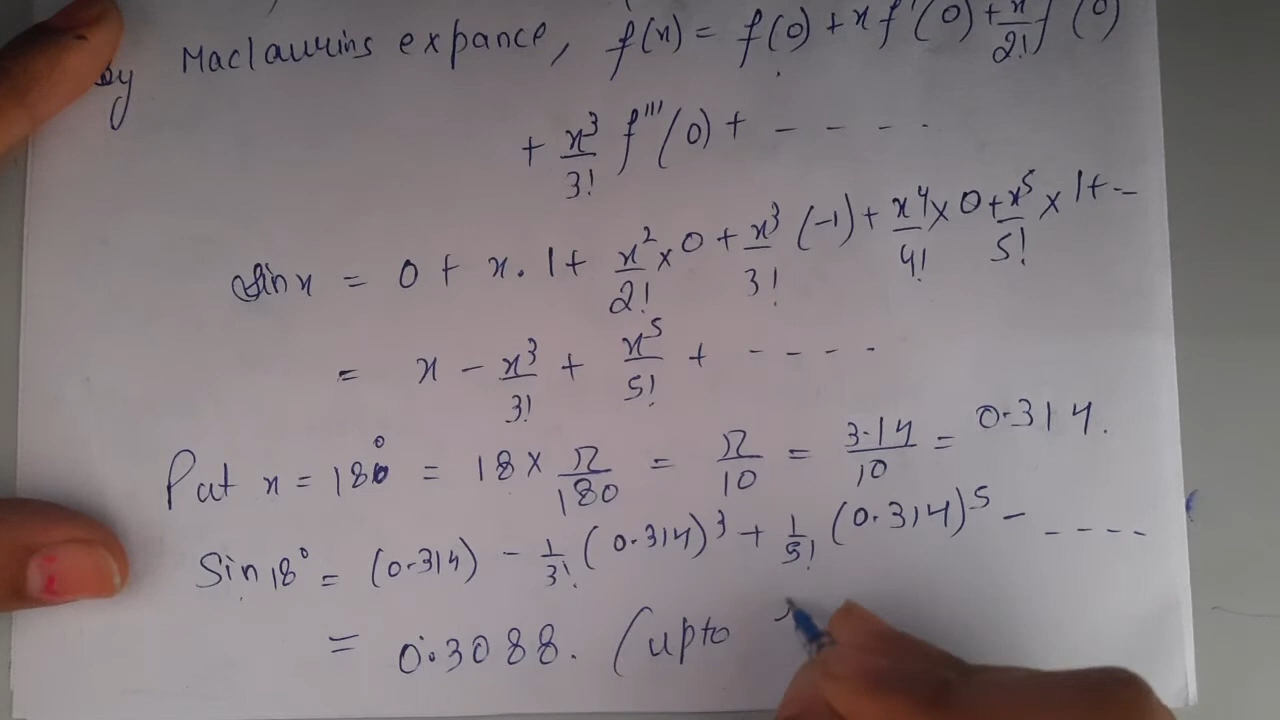 By Maclaurins expance, f(x) = f(0) + x f'(0) + x²/2! f''(0)
+ x³/3! f'''(0) + - - - -
Sin x = 0 + x . 1 + x²/2! × 0 + x³/3! (-1) + x⁴/4! × 0 + x⁵/5! × 1 + - -
= x - x³/3! + x⁵/5! + - - - -
Put x = 18° = 18 × π/180 = π/10 = 3.14/10 = 0.314.
Sin 18° = (0.314) - 1/3! (0.314)³ + 1/5! (0.314)⁵ - - - - -
= 0.3088. (upto